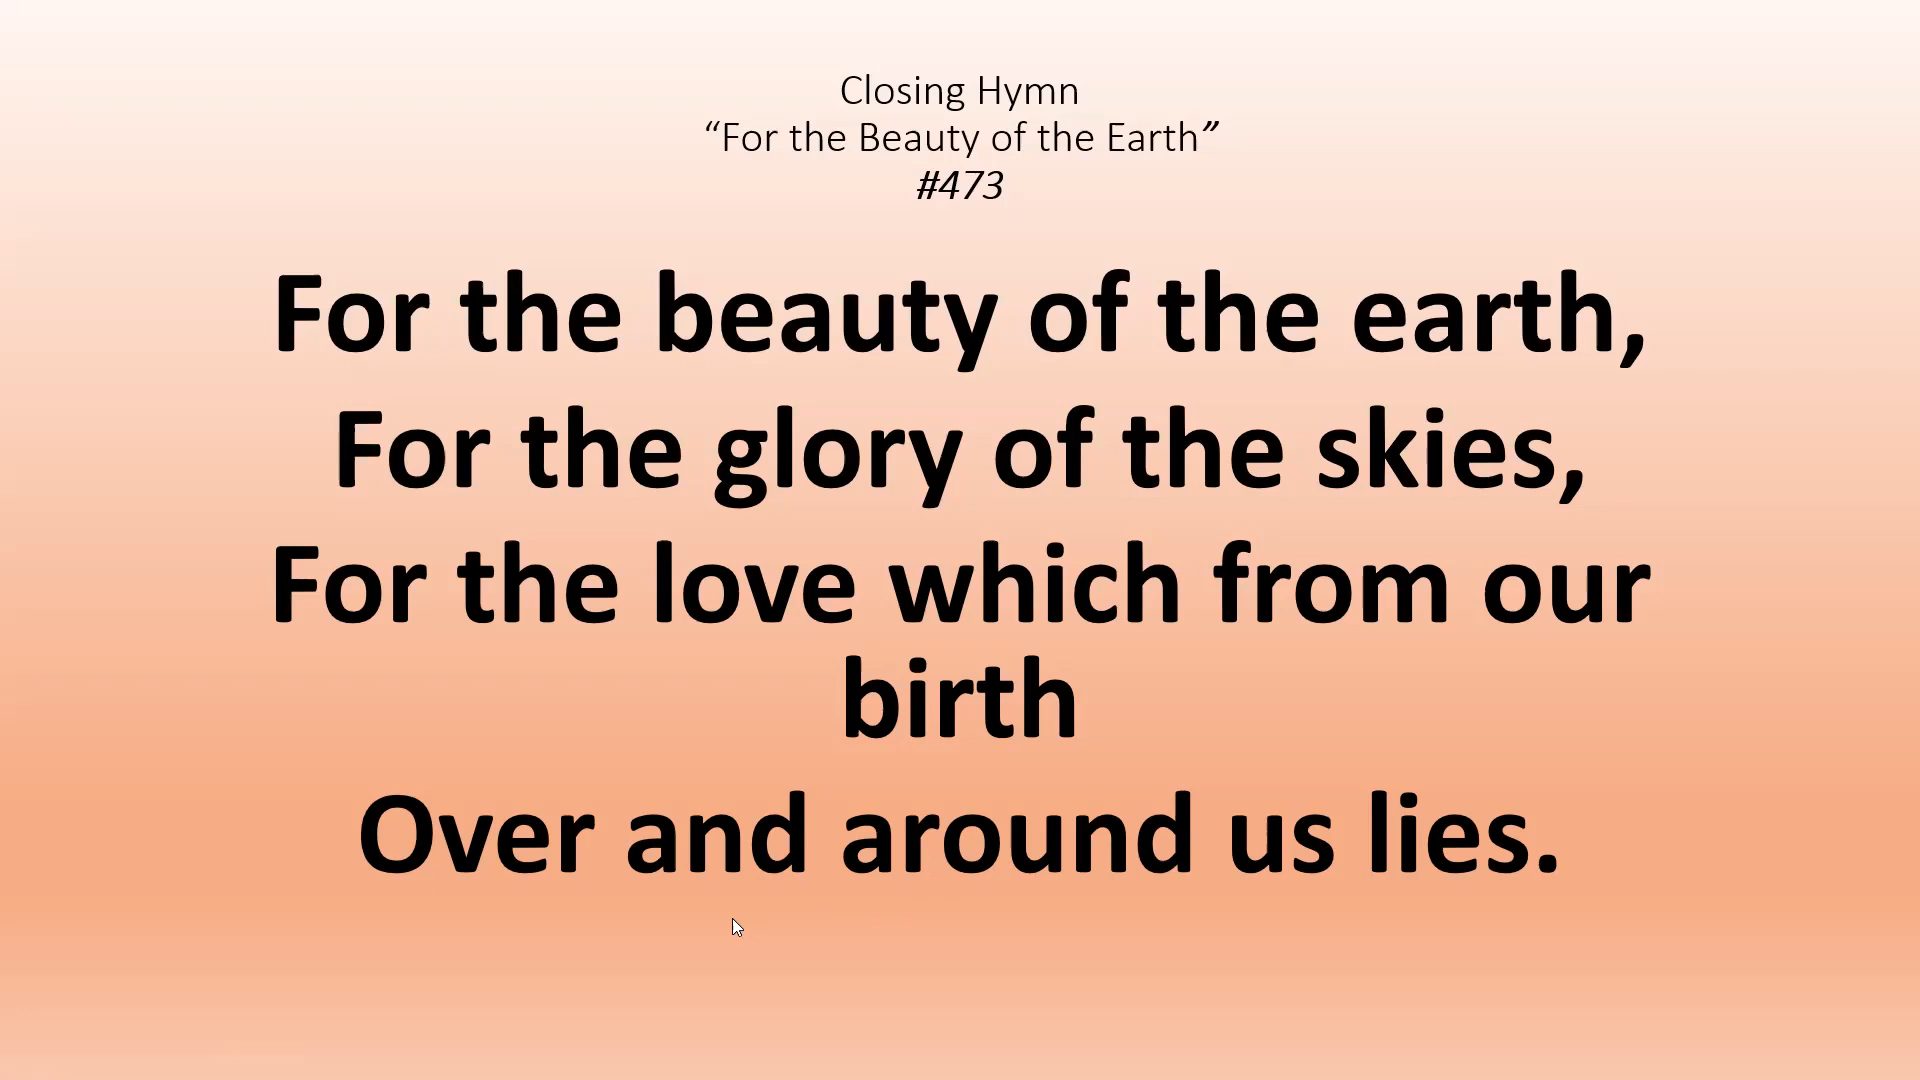 Closing Hymn
“For the Beauty of the Earth”
#473
For the beauty of the earth,
For the glory of the skies,
For the love which from our
birth
Over and around us lies.